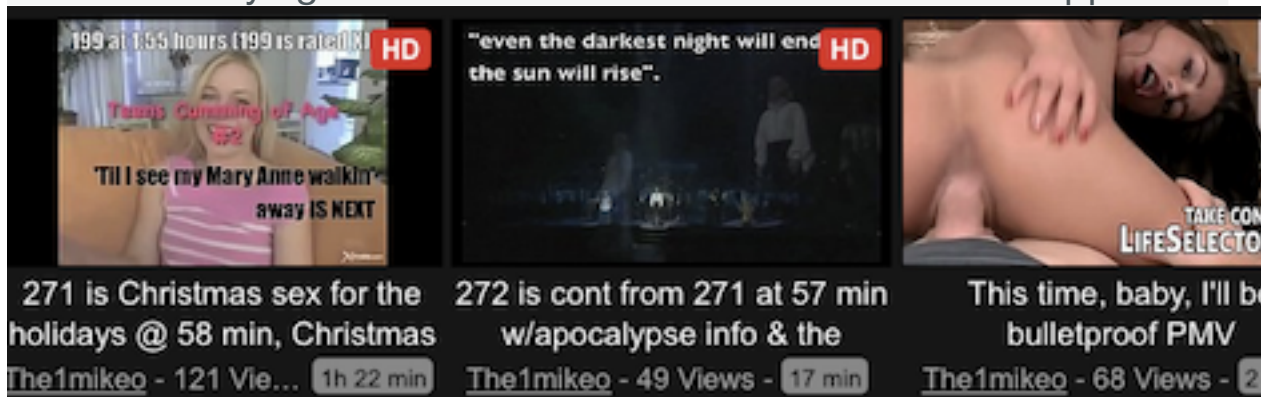 199 at 1:55 hours (199 is rated X)
HD
Teens Cumming of Age
#2
'Til I see my Mary Anne walkin'
away IS NEXT
271 is Christmas sex for the
holidays @ 58 min, Christmas
The1mikeo - 121 Vie... 1h 22 min
"even the darkest night will end
the sun will rise".
HD
272 is cont from 271 at 57 min
w/apocalypse info & the
The1mikeo - 49 Views - 17 min
TAKE CON
LIFESELECTO
This time, baby, I'll be
bulletproof PMV
The1mikeo - 68 Views - 2